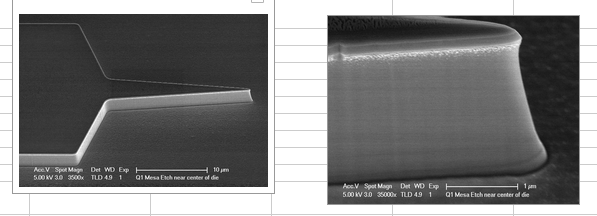 Acc.V Spot Magn Det WD Exp 10 μm
5.00 kV 3.0 3500x TLD 4.9 1 Q1 Mesa Etch near center of die
Acc.V Spot Magn Det WD Exp 1 μm
5.00 kV 3.0 35000x TLD 4.9 1 Q1 Mesa Etch near center of die